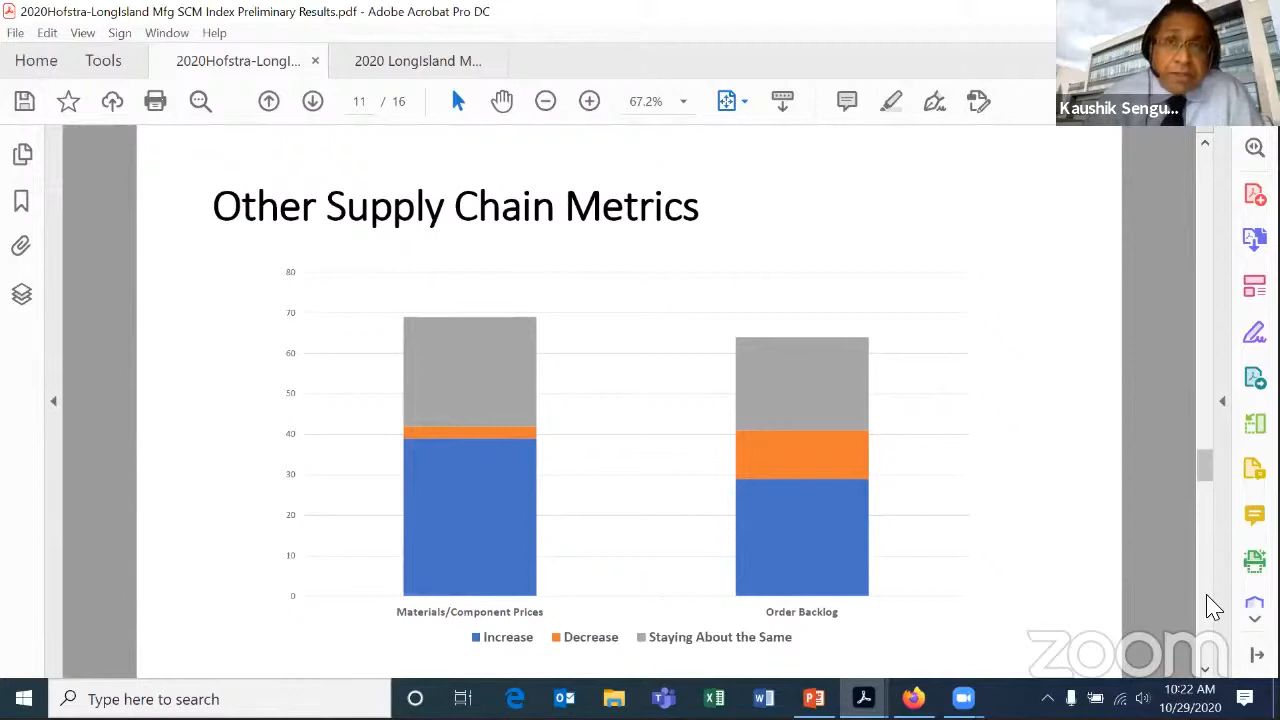 2020Hofstra-LongIsland Mfg SCM Index Preliminary Results.pdf - Adobe Acrobat Pro DC
File Edit View Sign Window Help
Home Tools 2020Hofstra-LongI... × 2020 LongIsland M...
11 / 16 67.2%
Kaushik Sengu...
Other Supply Chain Metrics
80
70
60
50
40
30
20
10
0
Materials/Component Prices Order Backlog
Increase Decrease Staying About the Same
zoom
Type here to search
10:22 AM
10/29/2020